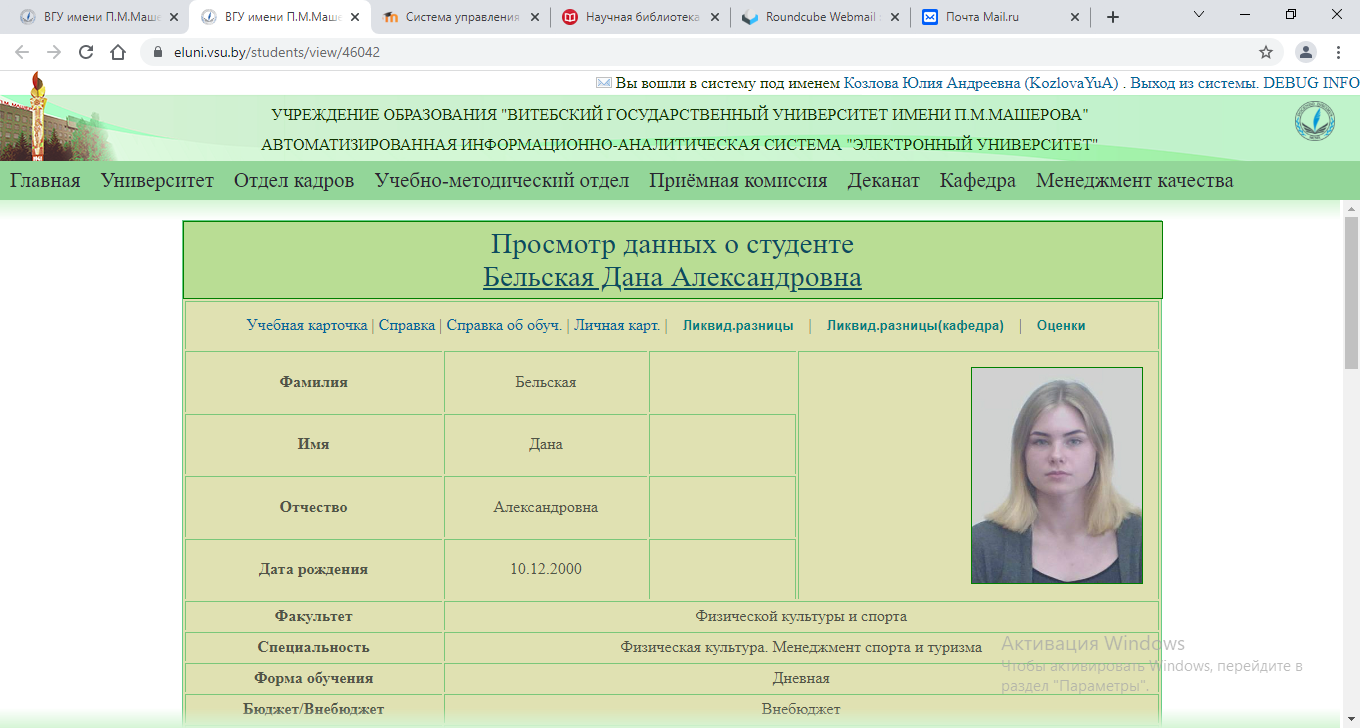 ВГУ имени П.М.Маше
ВГУ имени П.М.Маше
Система управления
Научная библиотека
Roundcube Webmail
Почта Mail.ru
eluni.vsu.by/students/view/46042
Вы вошли в систему под именем Козлова Юлия Андреевна (KozlovaYuA) . Выход из системы. DEBUG INFO
УЧРЕЖДЕНИЕ ОБРАЗОВАНИЯ "ВИТЕБСКИЙ ГОСУДАРСТВЕННЫЙ УНИВЕРСИТЕТ ИМЕНИ П.М.МАШЕРОВА"
АВТОМАТИЗИРОВАННАЯ ИНФОРМАЦИОННО-АНАЛИТИЧЕСКАЯ СИСТЕМА "ЭЛЕКТРОННЫЙ УНИВЕРСИТЕТ"
Главная Университет Отдел кадров Учебно-методический отдел Приёмная комиссия Деканат Кафедра Менеджмент качества
Просмотр данных о студенте
Бельская Дана Александровна
Учебная карточка | Справка | Справка об обуч. | Личная карт. | Ликвид.разницы | Ликвид.разницы(кафедра) | Оценки
Фамилия Бельская
Имя Дана
Отчество Александровна
Дата рождения 10.12.2000
Факультет Физической культуры и спорта
Специальность Физическая культура. Менеджмент спорта и туризма
Форма обучения Дневная
Бюджет/Внебюджет Внебюджет
Активация Windows
Чтобы активировать Windows, перейдите в
раздел "Параметры".